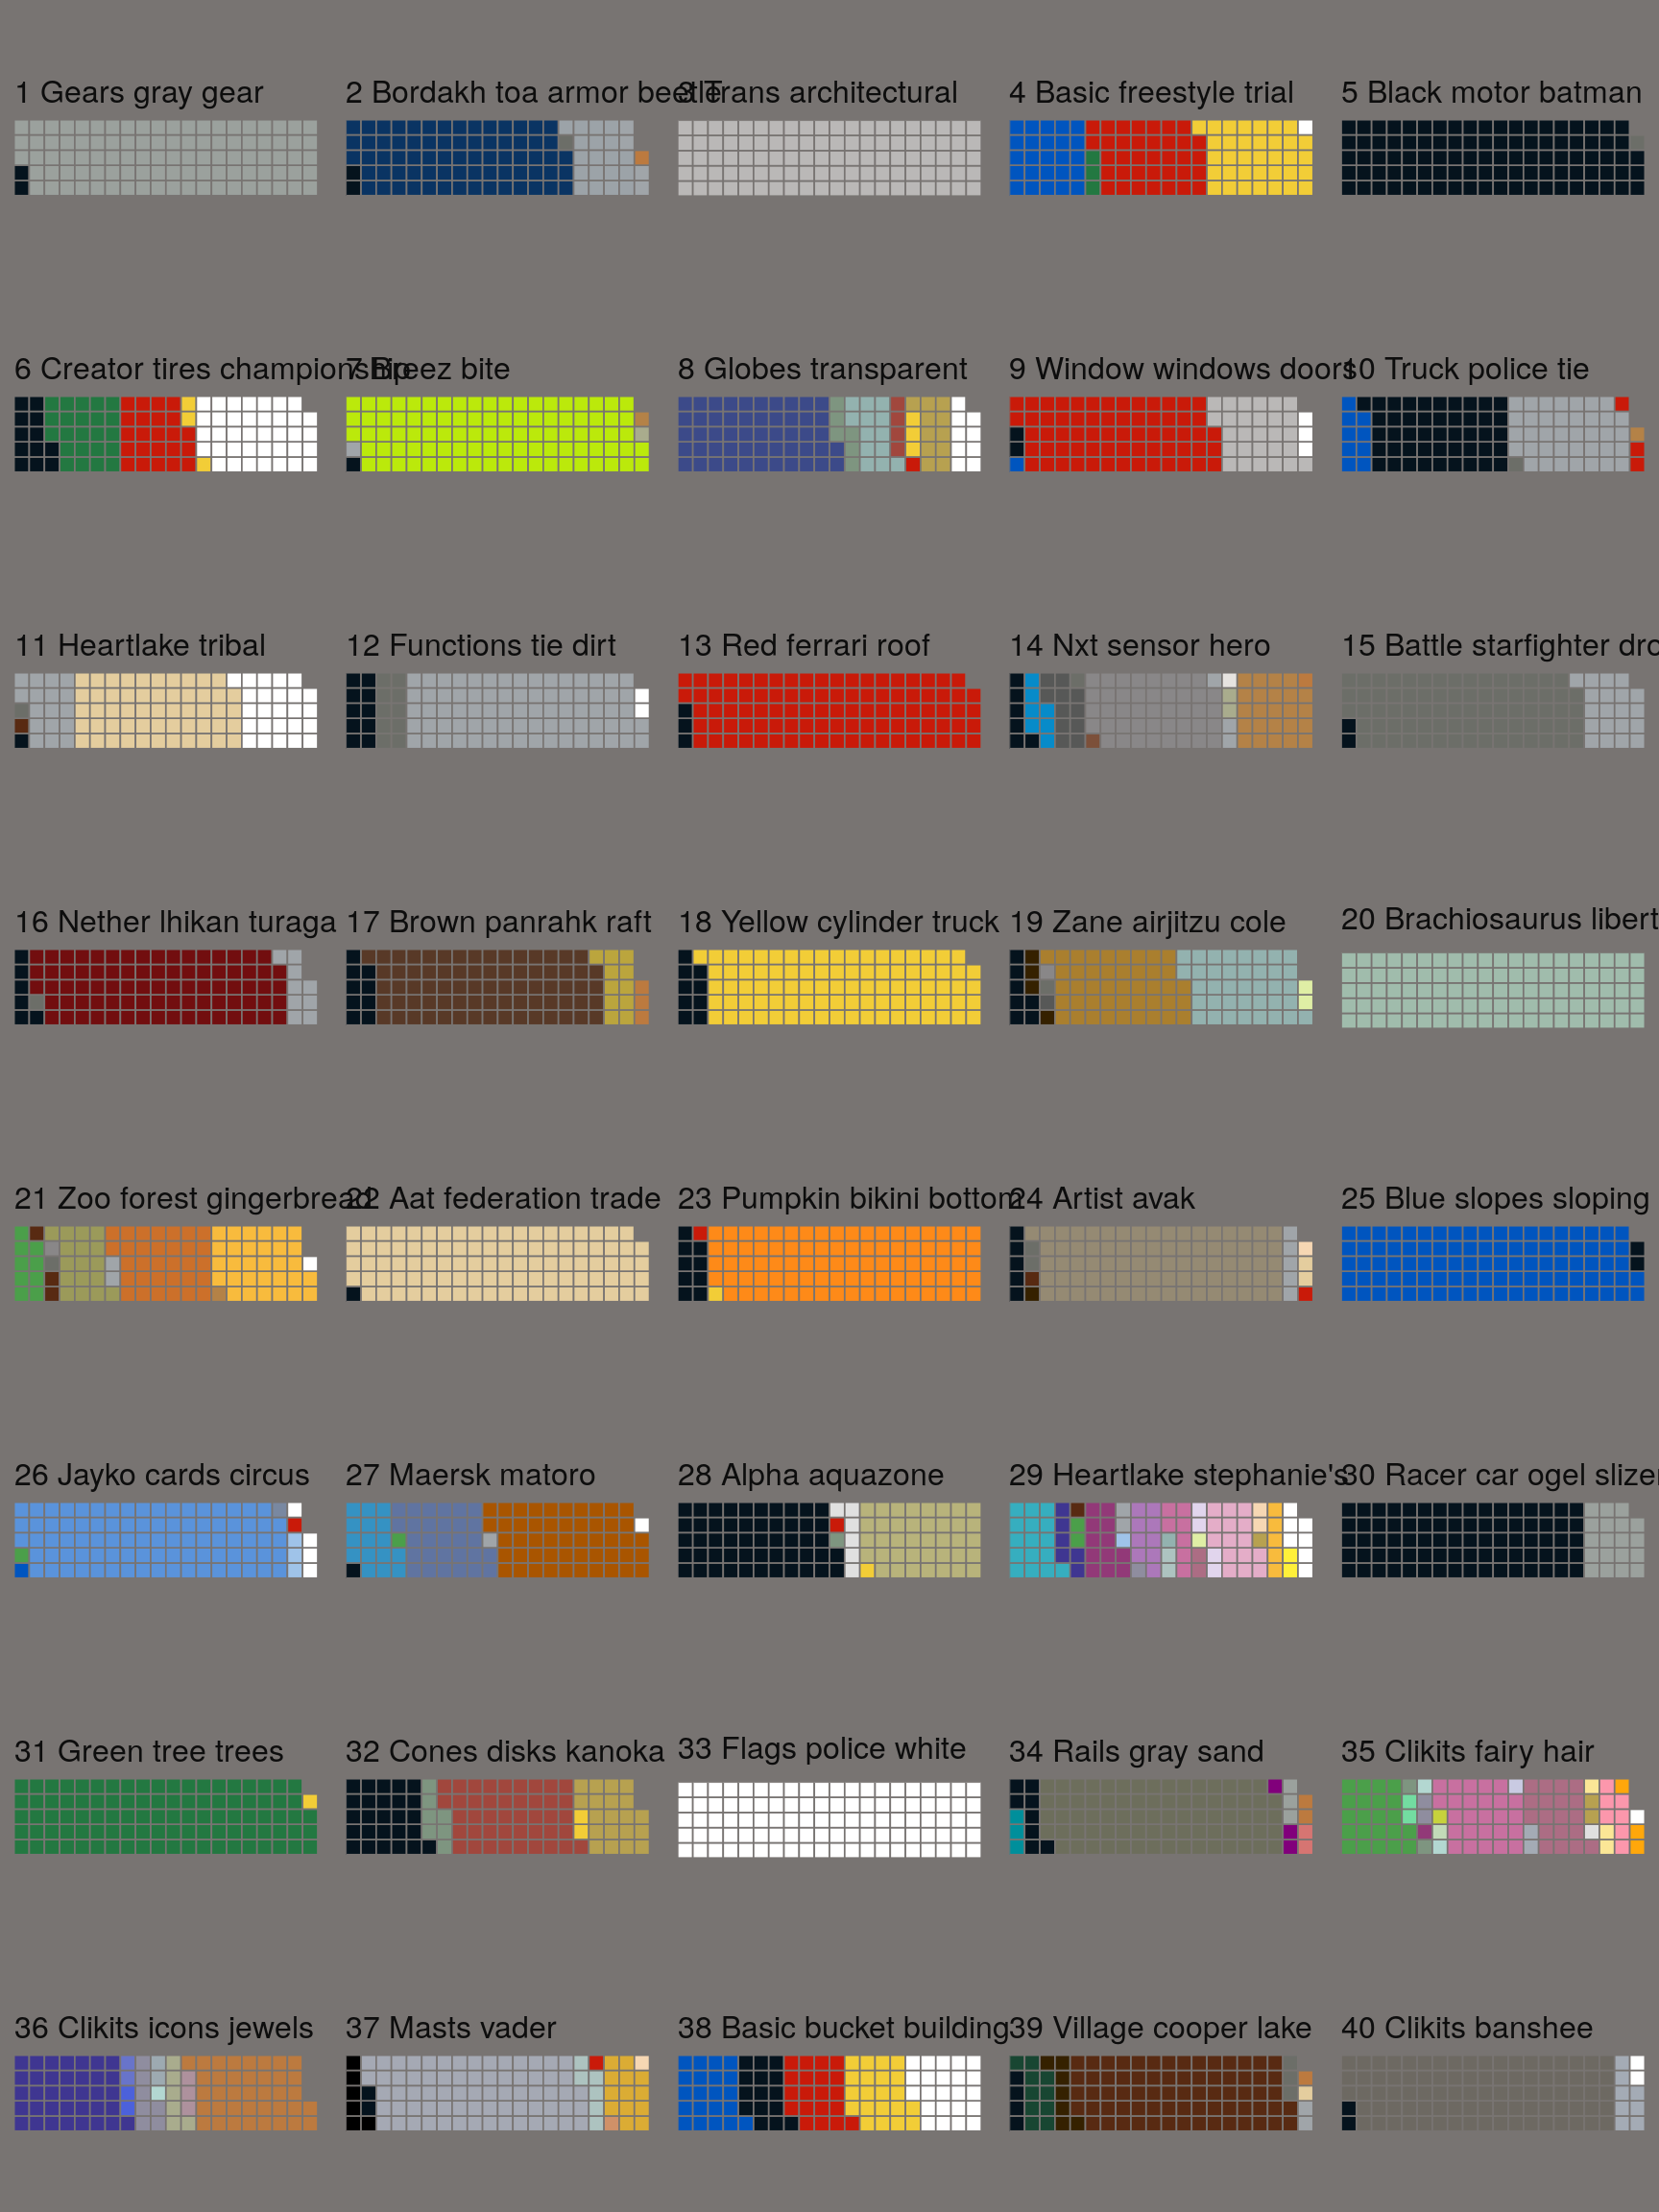 1 Gears gray gear
2 Bordakh toa armor beetle
3 Trans architectural
4 Basic freestyle trial
5 Black motor batman
6 Creator tires championship
7 Breez bite
8 Globes transparent
9 Window windows doors
10 Truck police tie
11 Heartlake tribal
12 Functions tie dirt
13 Red ferrari roof
14 Nxt sensor hero
15 Battle starfighter dro
16 Nether lhikan turaga
17 Brown panrahk raft
18 Yellow cylinder truck
19 Zane airjitzu cole
20 Brachiosaurus libert
21 Zoo forest gingerbread
22 Aat federation trade
23 Pumpkin bikini bottom
24 Artist avak
25 Blue slopes sloping
26 Jayko cards circus
27 Maersk matoro
28 Alpha aquazone
29 Heartlake stephanie's
30 Racer car ogel slizer
31 Green tree trees
32 Cones disks kanoka
33 Flags police white
34 Rails gray sand
35 Clikits fairy hair
36 Clikits icons jewels
37 Masts vader
38 Basic bucket building
39 Village cooper lake
40 Clikits banshee